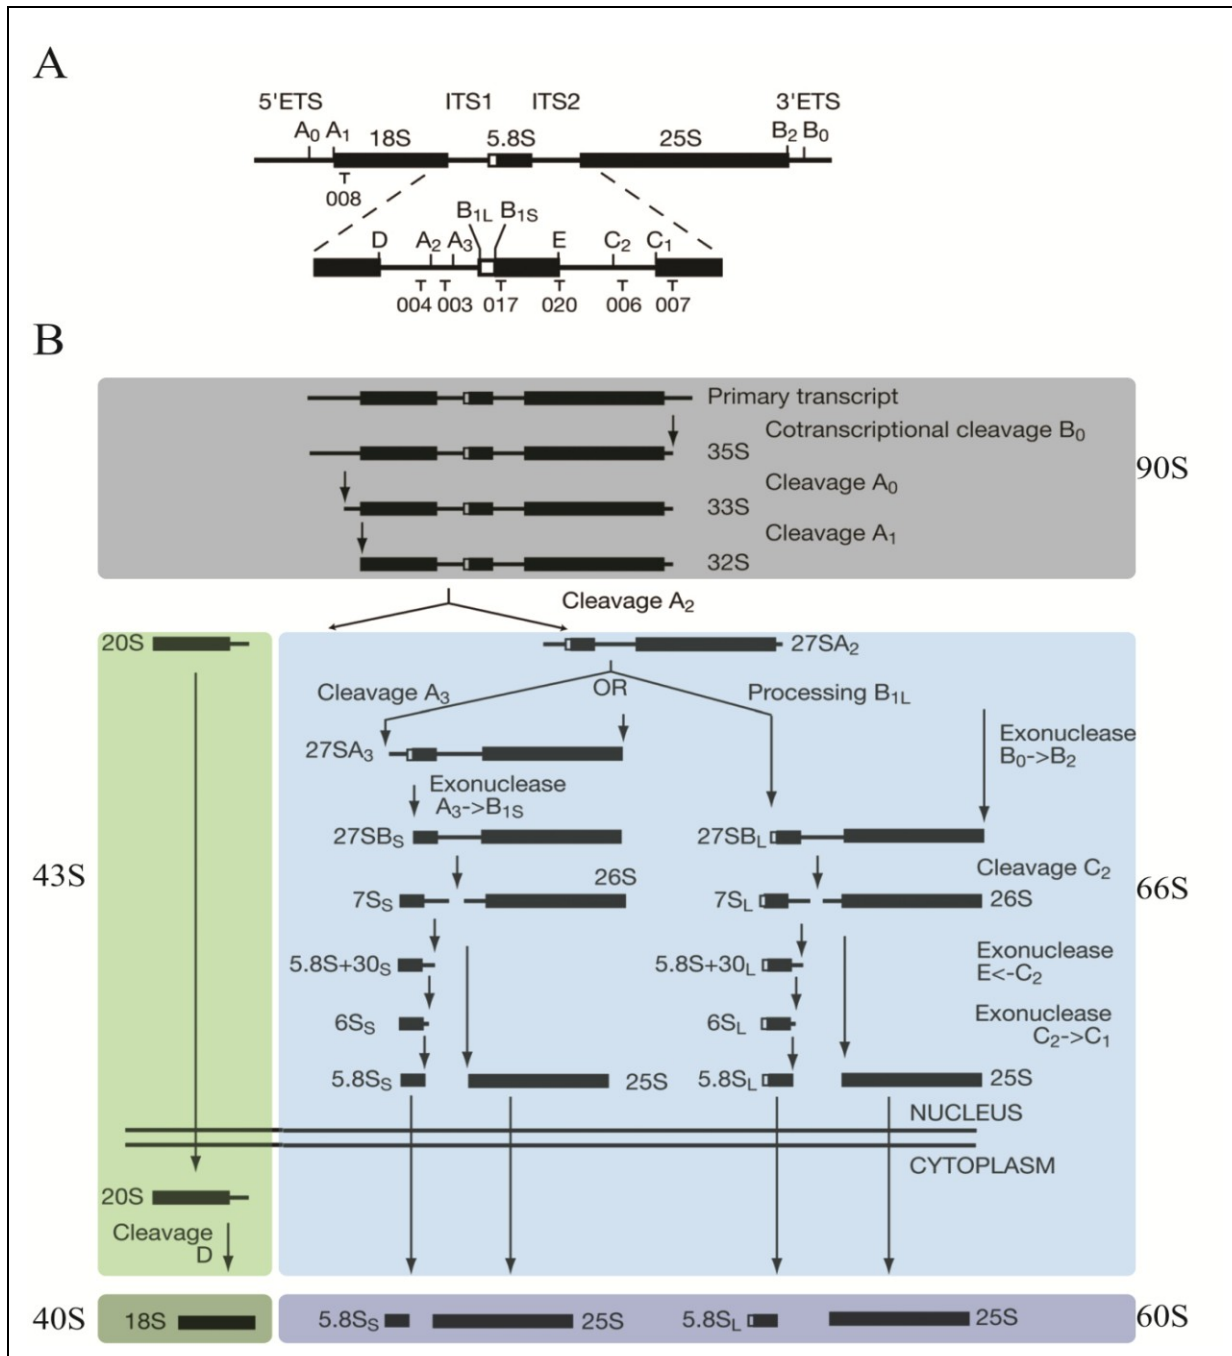 A
5'ETS ITS1 ITS2 3'ETS
A0 A1 18S 5.8S 25S B2 B0
008
B1L B1S
D A2 A3 E C2 C1
004 003 017 020 006 007
B
Primary transcript
Cotranscriptional cleavage B0
35S
90S
Cleavage A0
33S
Cleavage A1
32S
Cleavage A2
20S 27SA2
Cleavage A3 OR Processing B1L
27SA3
Exonuclease
B0->B2
Exonuclease
A3->B1S
27SBS 27SBL
43S
Cleavage C2
66S
26S
7SS 7SL 26S
5.8S+30S 5.8S+30L
Exonuclease
E<-C2
6SS 6SL
Exonuclease
C2->C1
5.8SS 25S 5.8SL 25S
NUCLEUS
CYTOPLASM
20S
Cleavage
D
40S 18S 5.8SS 25S 5.8SL 25S 60S